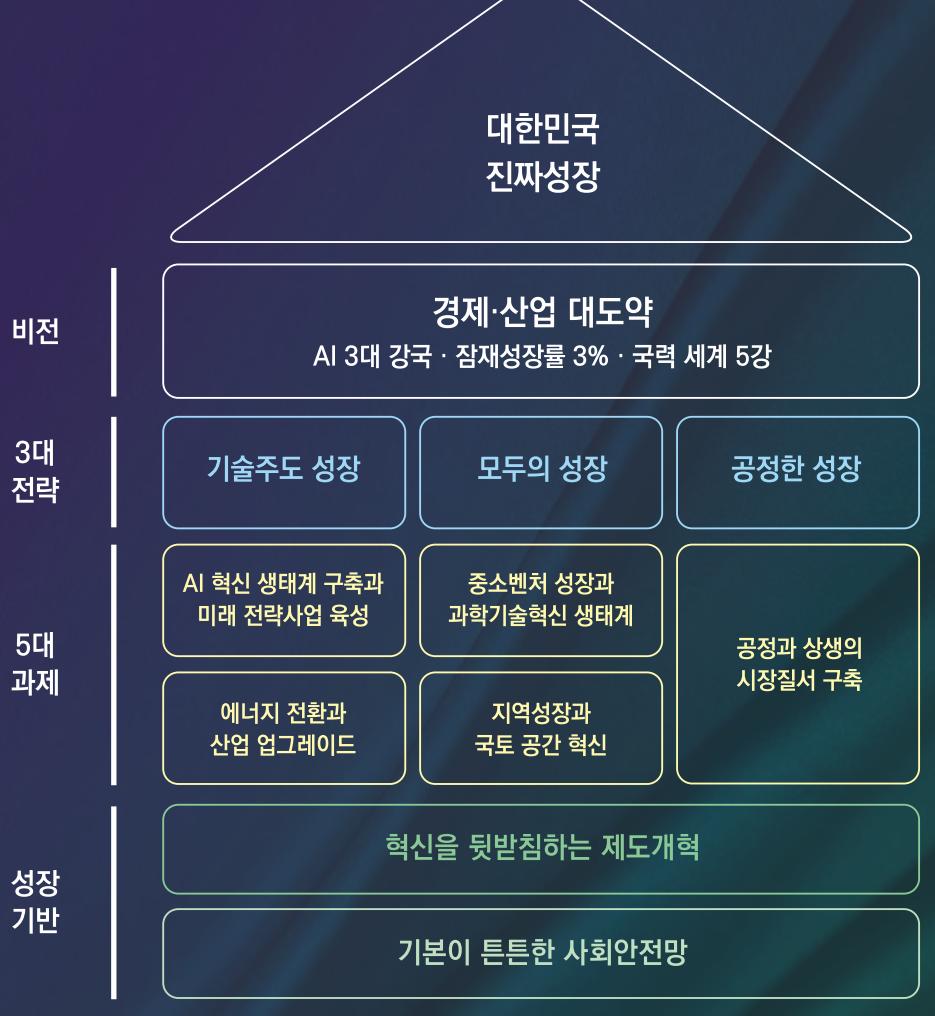 대한민국
진짜성장
비전
경제·산업 대도약
AI 3대 강국 · 잠재성장률 3% · 국력 세계 5강
3대
전략
기술주도 성장
모두의 성장
공정한 성장
5대
과제
AI 혁신 생태계 구축과
미래 전략사업 육성
중소벤처 성장과
과학기술혁신 생태계
공정과 상생의
시장질서 구축
에너지 전환과
산업 업그레이드
지역성장과
국토 공간 혁신
성장
기반
혁신을 뒷받침하는 제도개혁
기본이 튼튼한 사회안전망